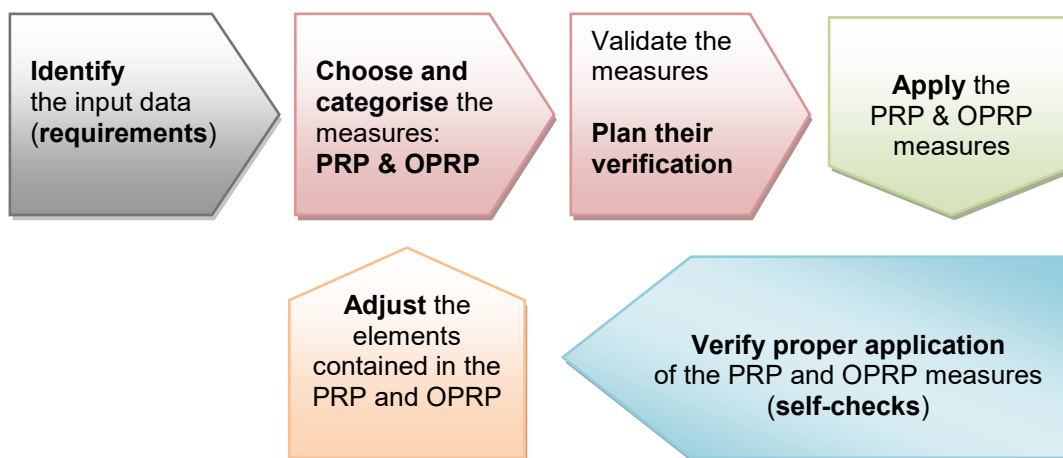 Identify
the input data
(requirements)
Choose and
categorise the
measures:
PRP & OPRP
Validate the
measures
Plan their
verification
Apply the
PRP & OPRP
measures
Verify proper application
of the PRP and OPRP measures
(self-checks)
Adjust the
elements
contained in the
PRP and OPRP